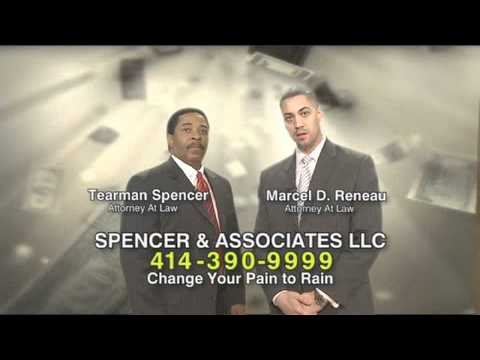 Tearman Spencer
Attorney At Law
Marcel D. Reneau
Attorney At Law
SPENCER & ASSOCIATES LLC
414-390-9999
Change Your Pain to Rain